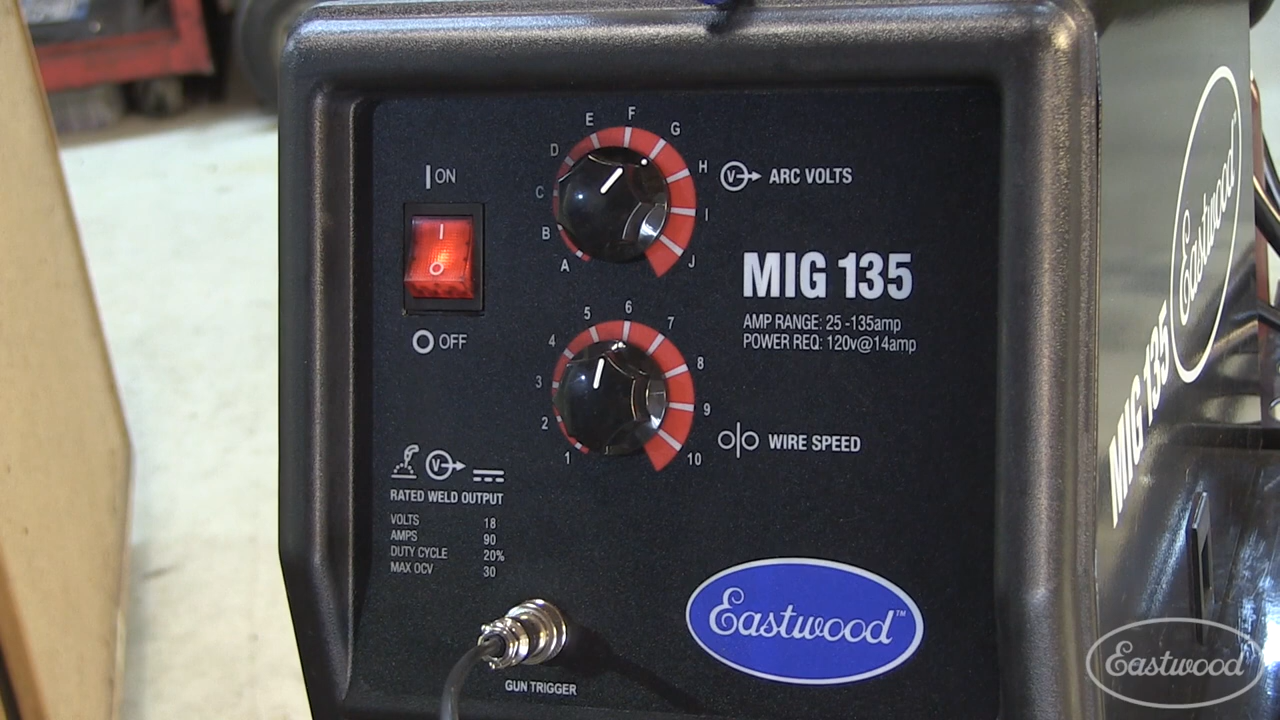 ON
OFF
A
B
C
D
E
F
G
H
I
J
V
ARC VOLTS
MIG 135
AMP RANGE: 25 -135amp
POWER REQ: 120v@14amp
1
2
3
4
5
6
7
8
9
10
WIRE SPEED
V
RATED WELD OUTPUT
VOLTS 18
AMPS 90
DUTY CYCLE 20%
MAX OCV 30
GUN TRIGGER
Eastwood™
MIG 135 Eastwood
Eastwood